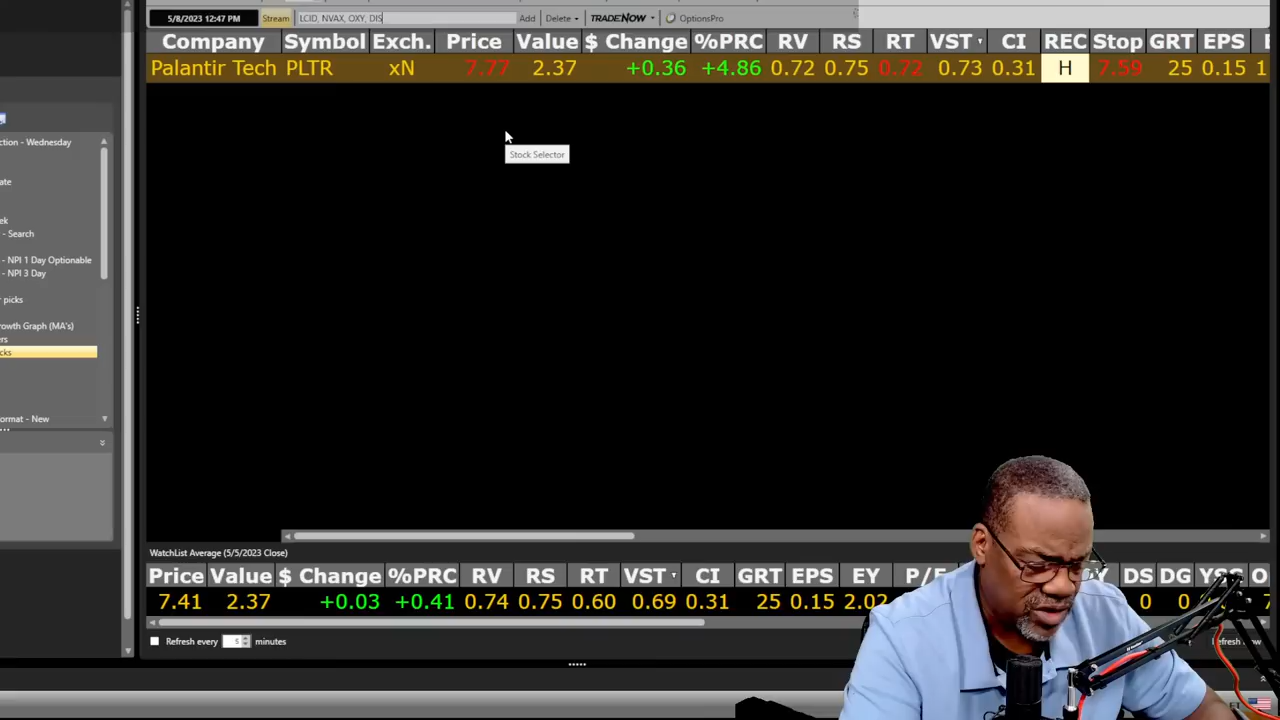 5/8/2023 12:47 PM Stream LCID, NVAX, OXY, DIS Add Delete TRADENOW OptionsPro
Company Symbol Exch. Price Value $ Change %PRC RV RS RT VST CI REC Stop GRT EPS
Palantir Tech PLTR xN 7.77 2.37 +0.36 +4.86 0.72 0.75 0.72 0.73 0.31 H 7.59 25 0.15 1
Stock Selector
ction - Wednesday
ate
ek
- Search
- NPI 1 Day Optionable
- NPI 3 Day
r picks
rowth Graph (MA's)
ers
cks
ormat - New
WatchList Average (5/5/2023 Close)
Price Value $ Change %PRC RV RS RT VST CI GRT EPS EY P/E DS DG
7.41 2.37 +0.03 +0.41 0.74 0.75 0.60 0.69 0.31 25 0.15 2.02 0 0
Refresh every 5 minutes